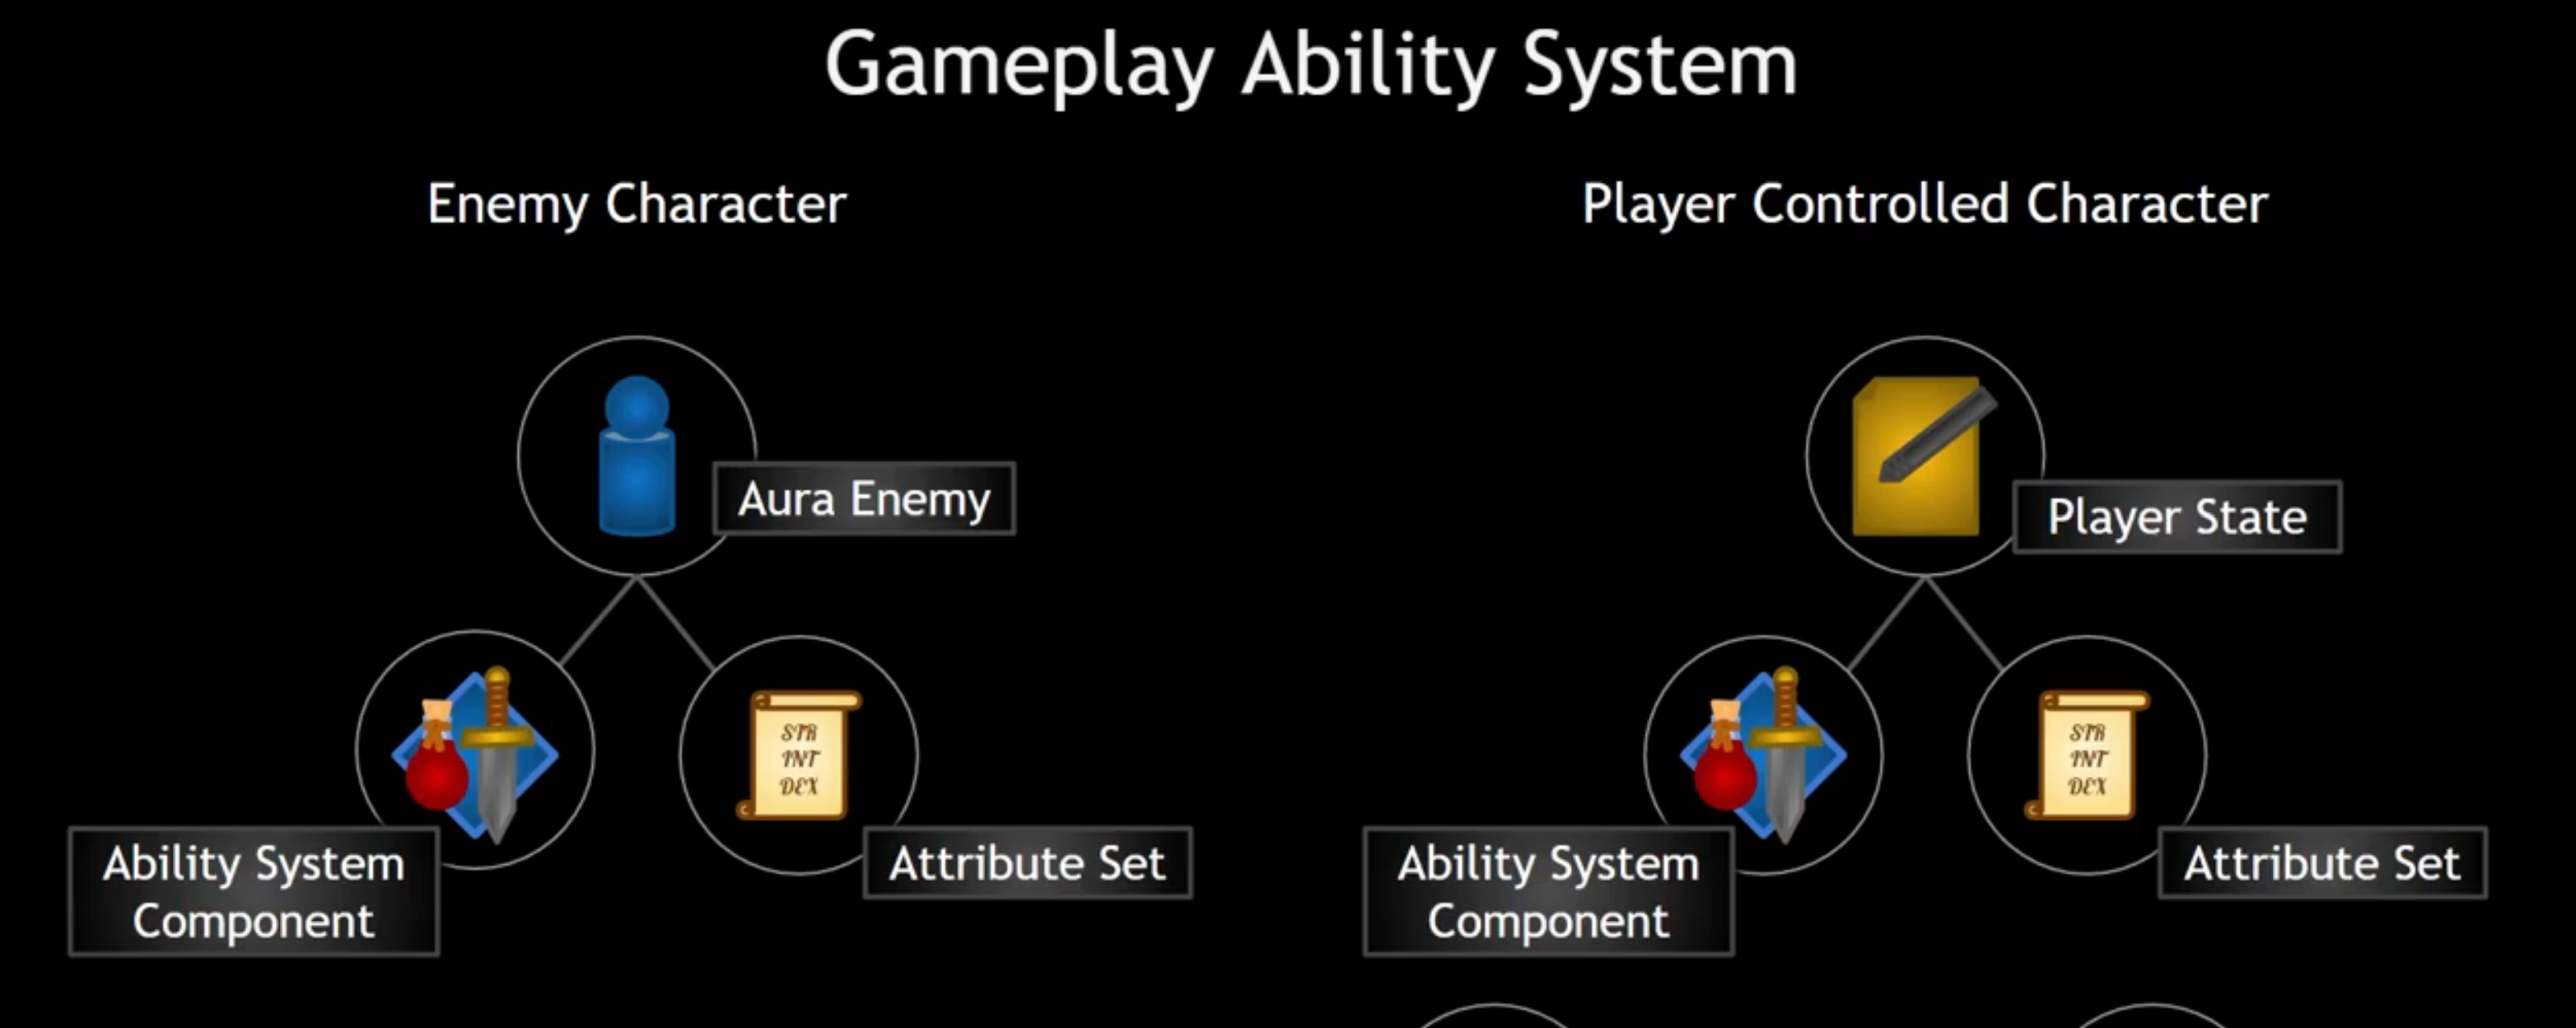 Gameplay Ability System
Enemy Character
Player Controlled Character
Aura Enemy
Player State
STR
INT
DEX
STR
INT
DEX
Ability System
Component
Attribute Set
Ability System
Component
Attribute Set